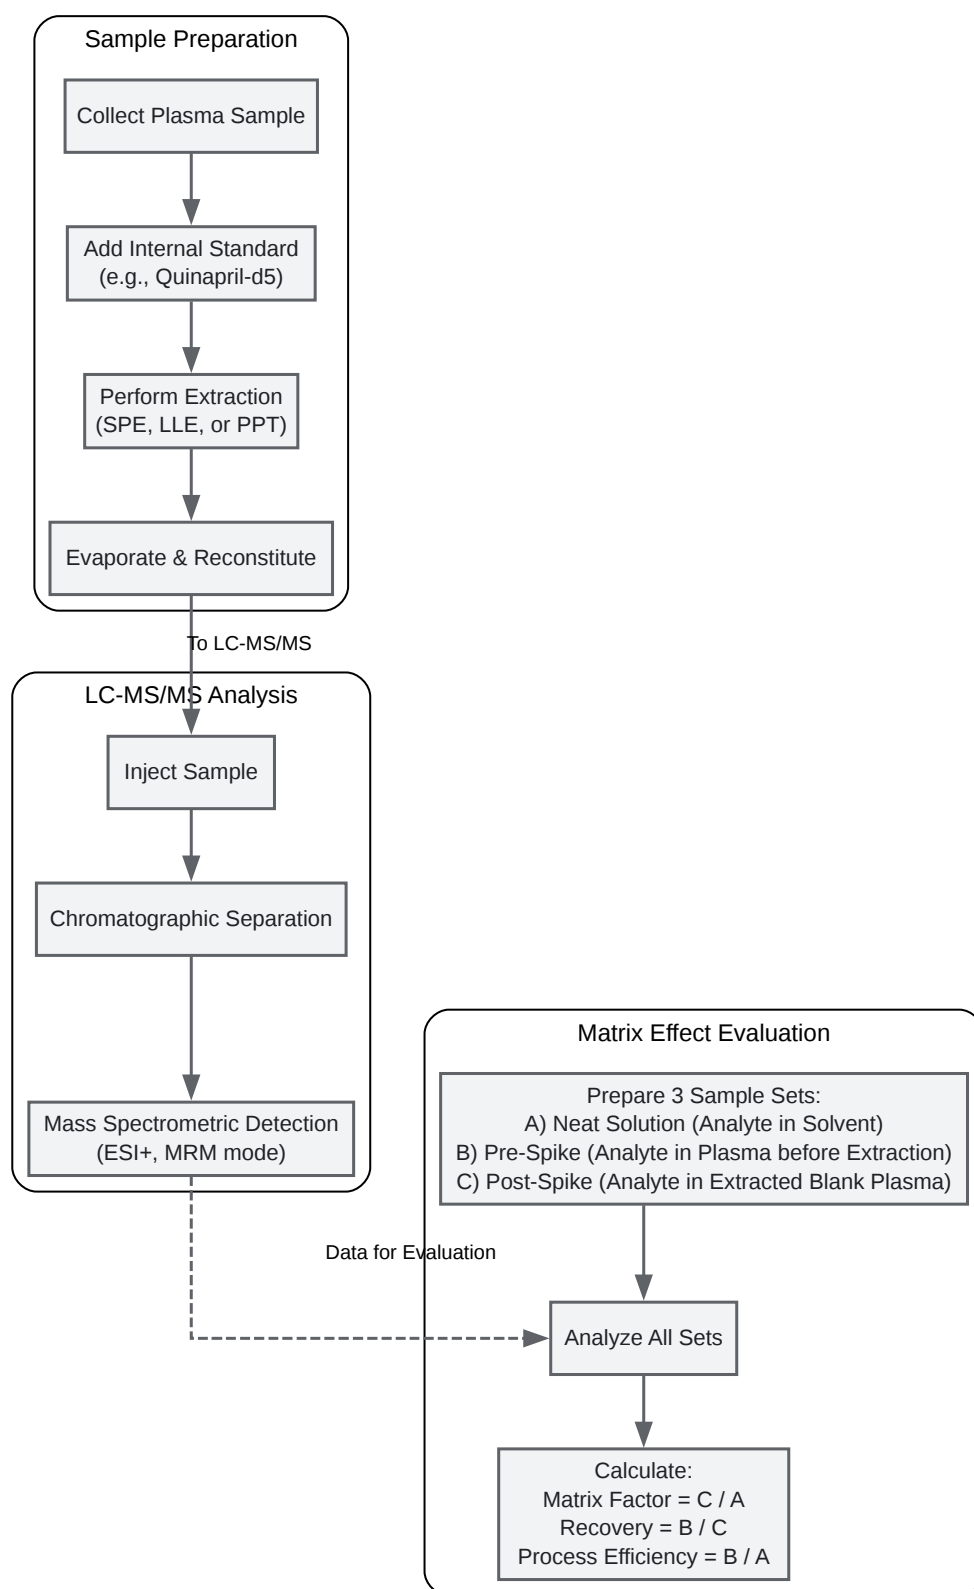 Sample Preparation
Collect Plasma Sample
Add Internal Standard
(e.g., Quinapril-d5)
Perform Extraction
(SPE, LLE, or PPT)
Evaporate & Reconstitute
To LC-MS/MS
LC-MS/MS Analysis
Inject Sample
Chromatographic Separation
Mass Spectrometric Detection
(ESI+, MRM mode)
Data for Evaluation
Matrix Effect Evaluation
Prepare 3 Sample Sets:
A) Neat Solution (Analyte in Solvent)
B) Pre-Spike (Analyte in Plasma before Extraction)
C) Post-Spike (Analyte in Extracted Blank Plasma)
Analyze All Sets
Calculate:
Matrix Factor = C / A
Recovery = B / C
Process Efficiency = B / A